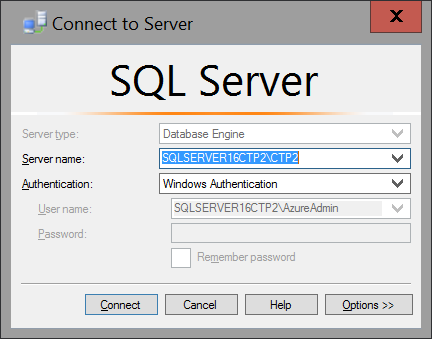 Connect to Server
X
SQL Server
Server type: Database Engine
Server name: SQLSERVER16CTP2\CTP2
Authentication: Windows Authentication
User name: SQLSERVER16CTP2\AzureAdmin
Password:
Remember password
Connect Cancel Help Options >>